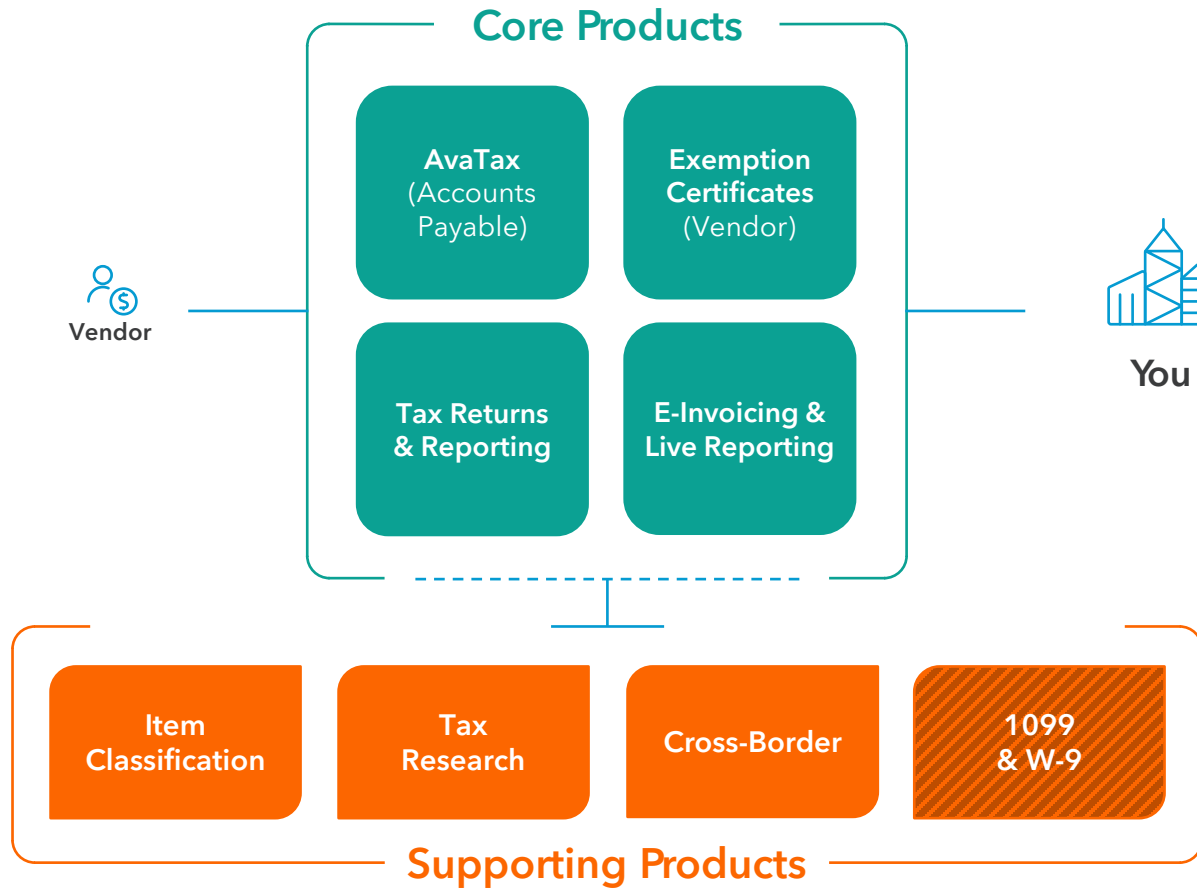 Core Products
AvaTax
(Accounts
Payable)
Exemption
Certificates
(Vendor)
$
Vendor
You
Tax Returns
& Reporting
E-Invoicing &
Live Reporting
Item
Classification
Tax
Research
Cross-Border
1099
& W-9
Supporting Products